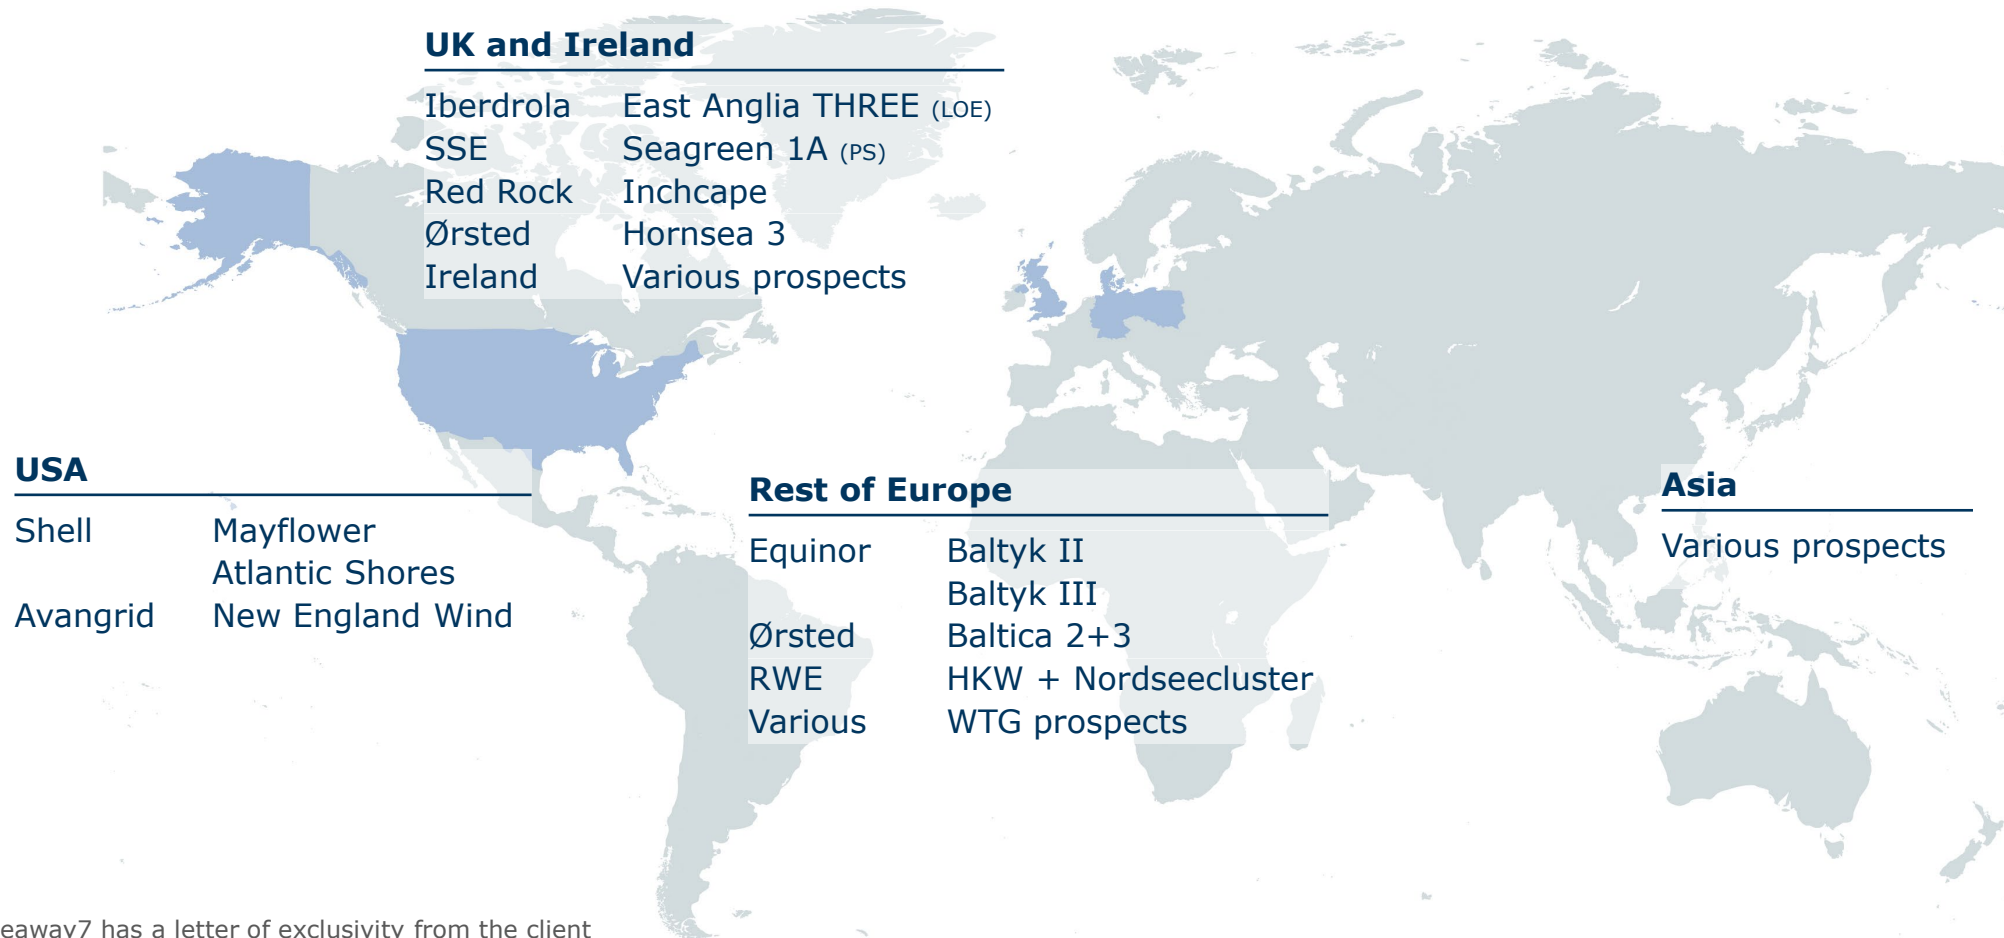 UK and Ireland
Iberdrola East Anglia THREE (LOE)
SSE Seagreen 1A (PS)
Red Rock Inchcape
Ørsted Hornsea 3
Ireland Various prospects
USA
Shell Mayflower
Atlantic Shores
Avangrid New England Wind
Rest of Europe
Equinor Baltyk II
Baltyk III
Ørsted Baltica 2+3
RWE HKW + Nordseecluster
Various WTG prospects
Asia
Various prospects
eaway7 has a letter of exclusivity from the client